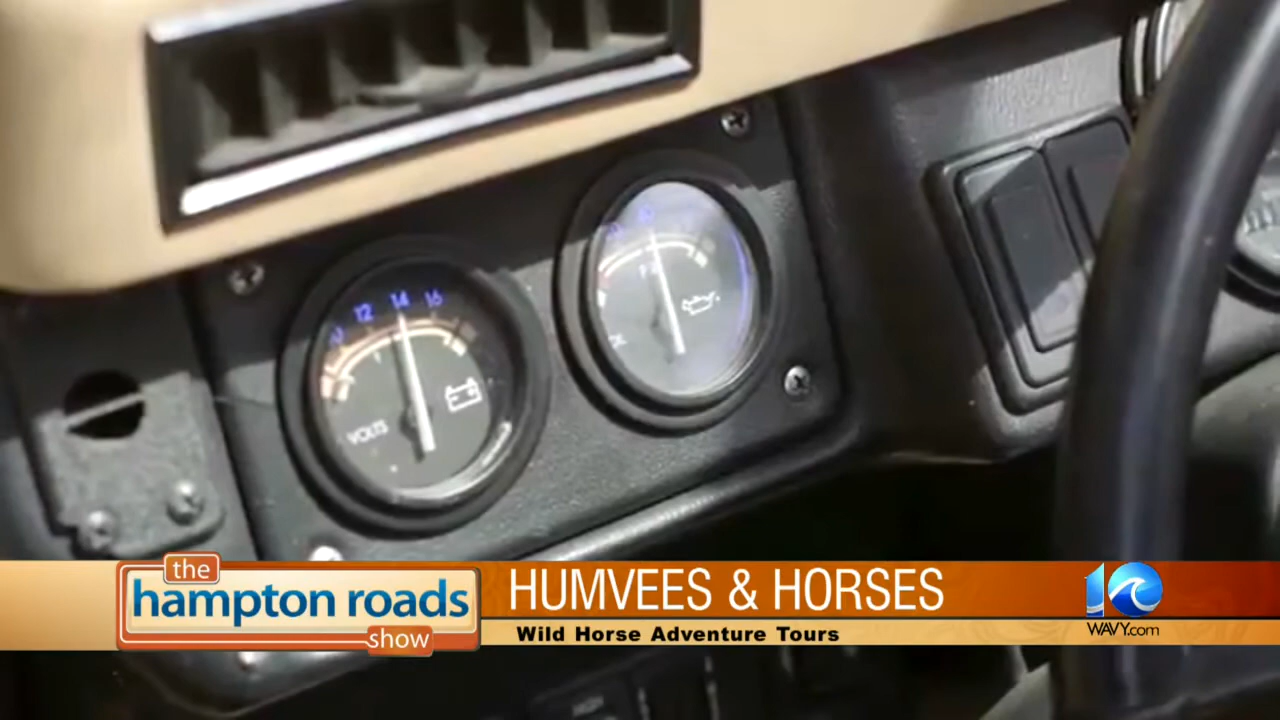 12 14 16
VOLTS
the
hampton roads
show
HUMVEES & HORSES
Wild Horse Adventure Tours
10
WAVY.com